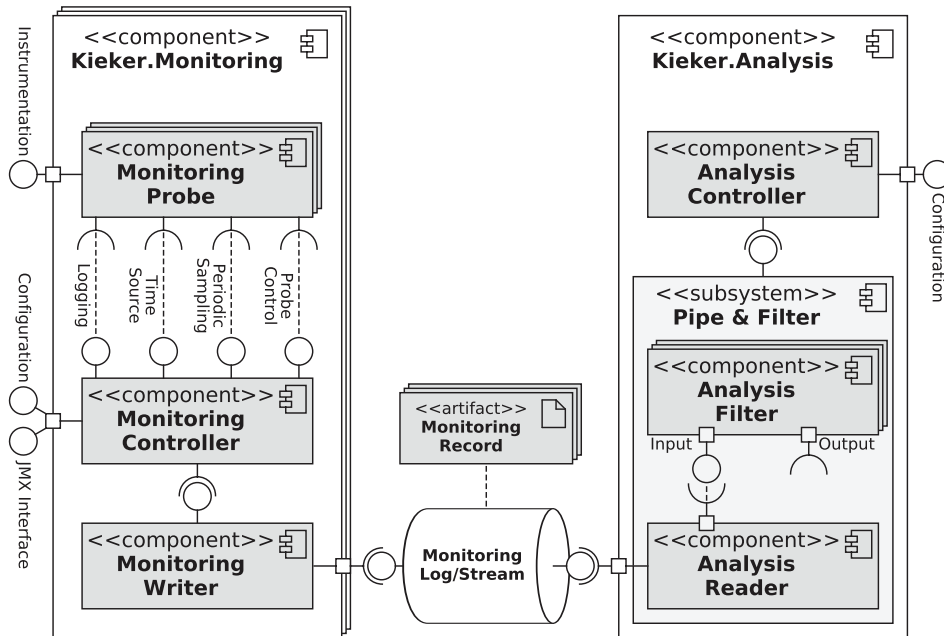 <<component>>
Kieker.Monitoring
Instrumentation
<<component>>
Monitoring
Probe
Logging
Time
Source
Periodic
Sampling
Probe
Control
Configuration
JMX Interface
<<component>>
Monitoring
Controller
<<component>>
Monitoring
Writer
<<artifact>>
Monitoring
Record
Monitoring
Log/Stream
<<component>>
Kieker.Analysis
<<component>>
Analysis
Controller
Configuration
<<subsystem>>
Pipe & Filter
<<component>>
Analysis
Filter
Input
Output
<<component>>
Analysis
Reader